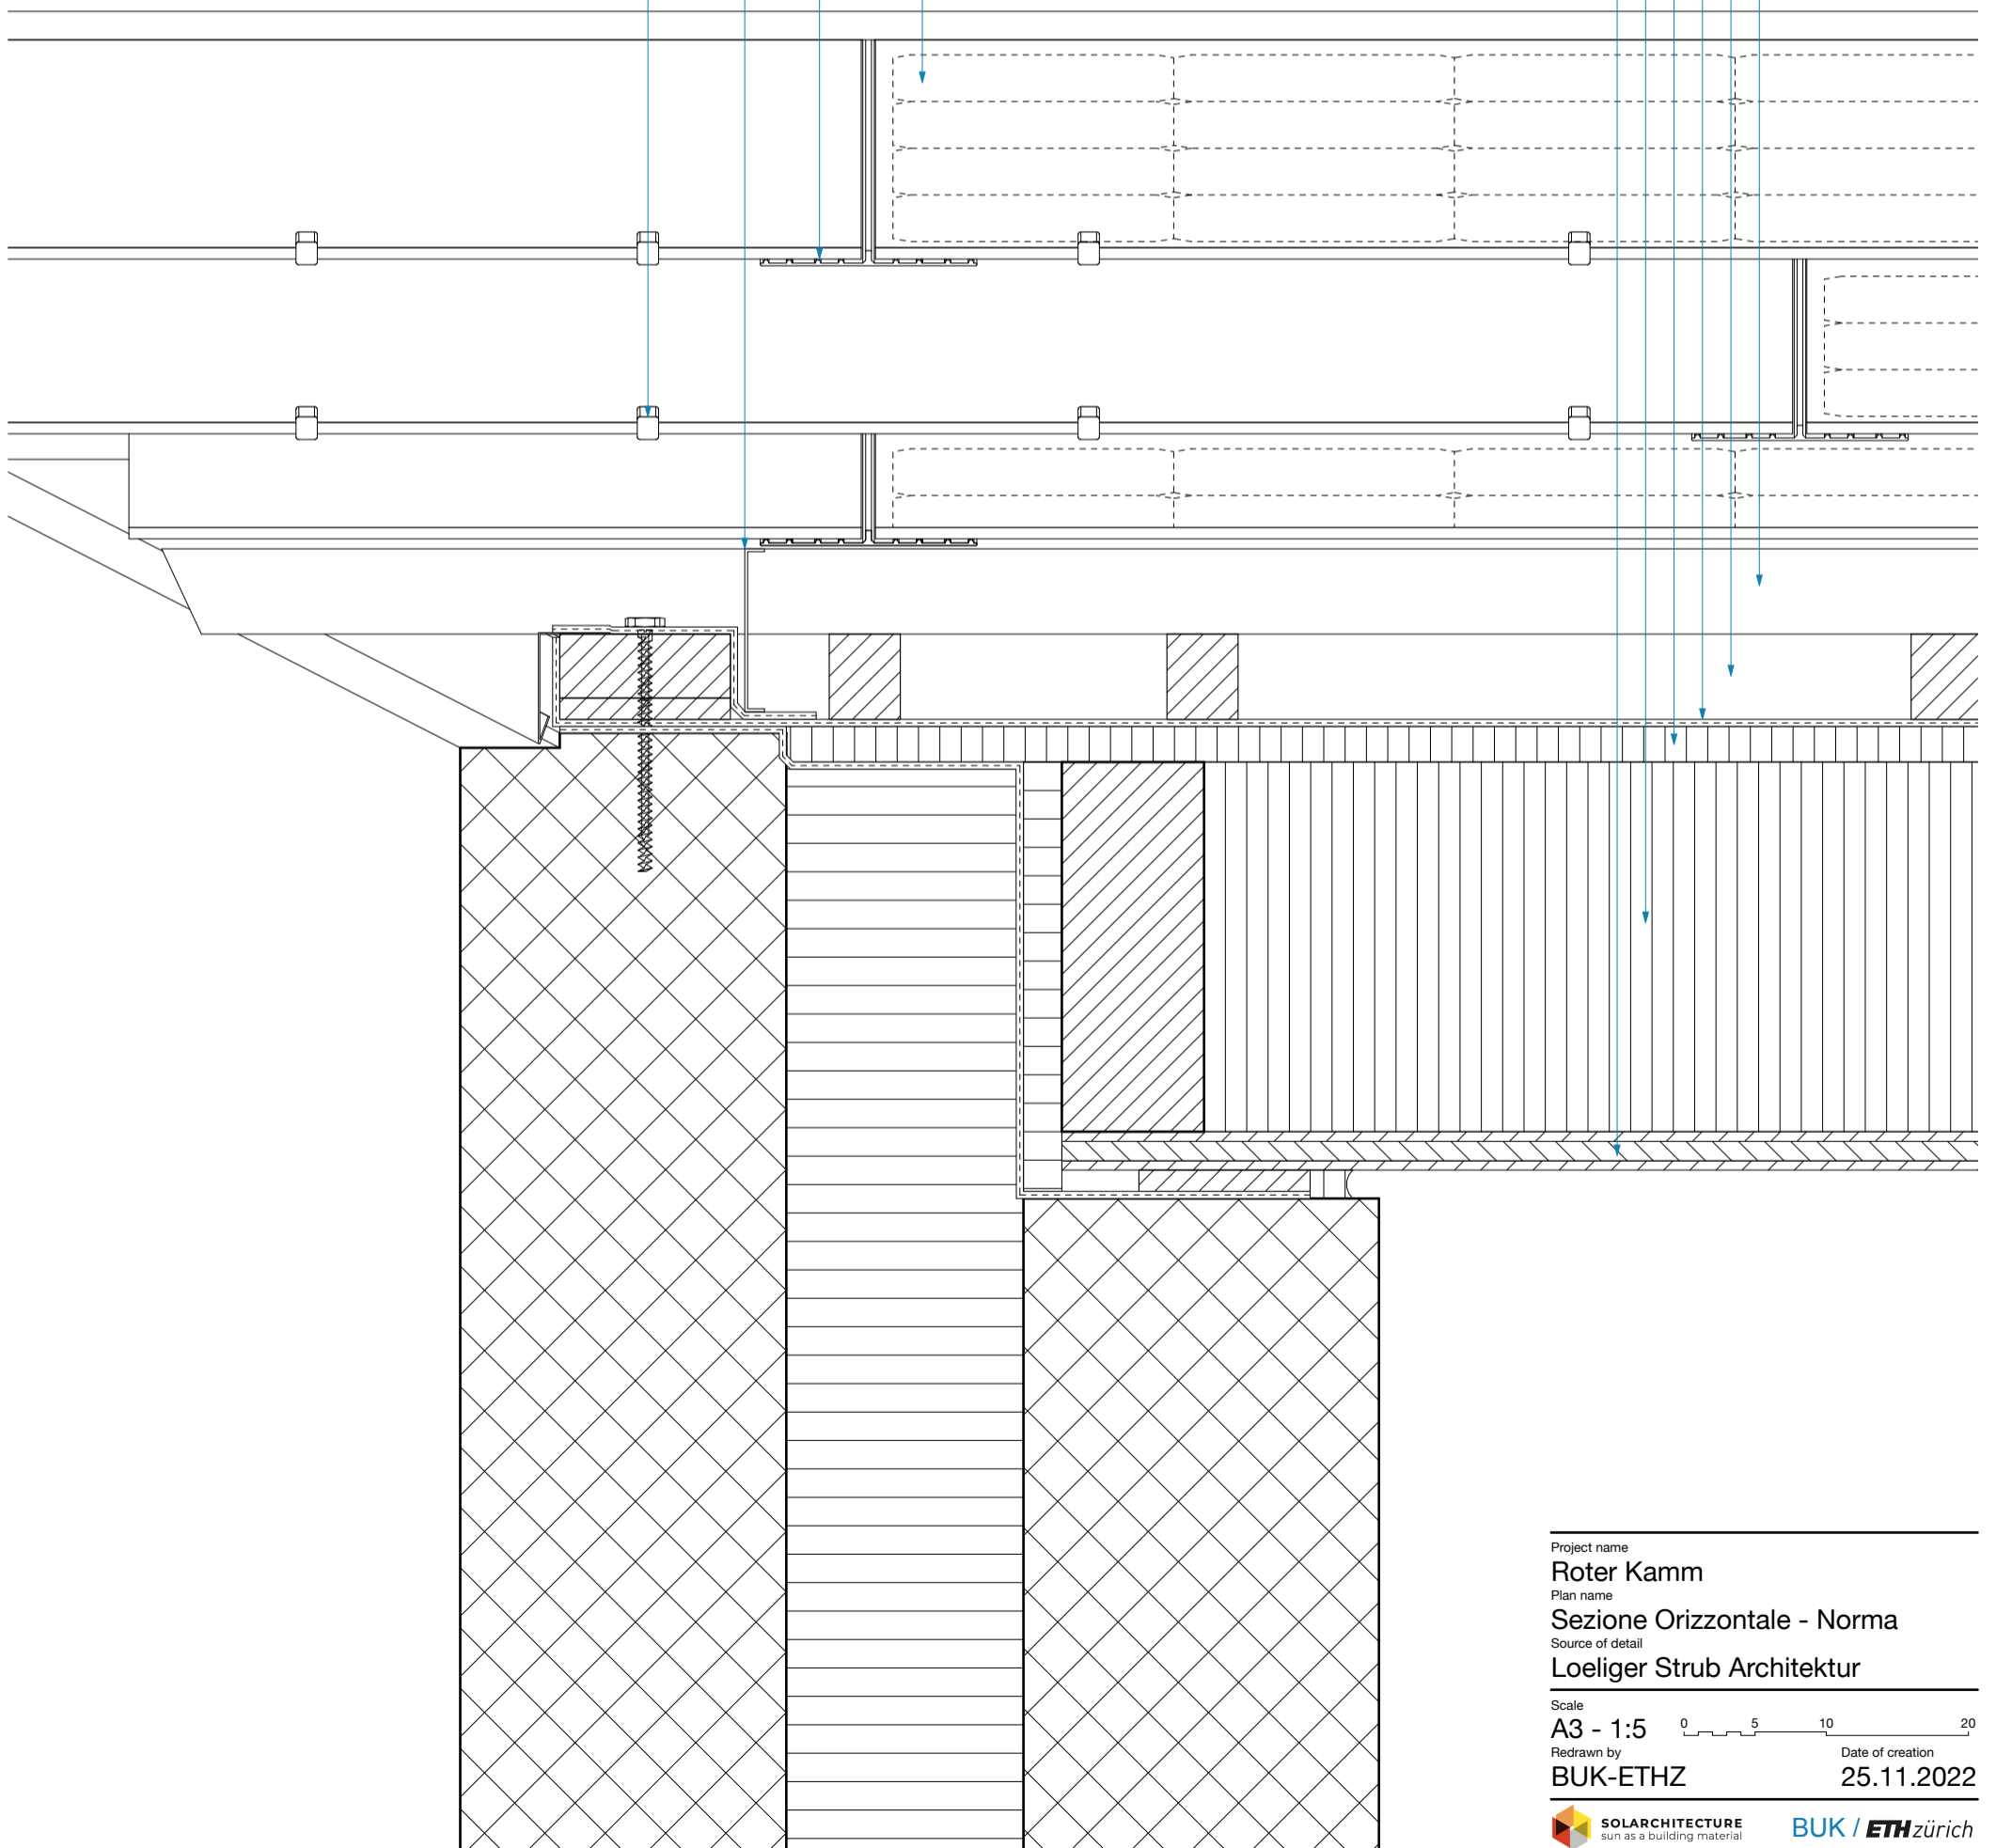 Project name
Roter Kamm
Plan name
Sezione Orizzontale - Norma
Source of detail
Loeliger Strub Architektur
Scale
A3 - 1:5 0 5 10 20
Redrawn by Date of creation
BUK-ETHZ 25.11.2022
SOLARCHITECTURE
sun as a building material
BUK / ETH zürich